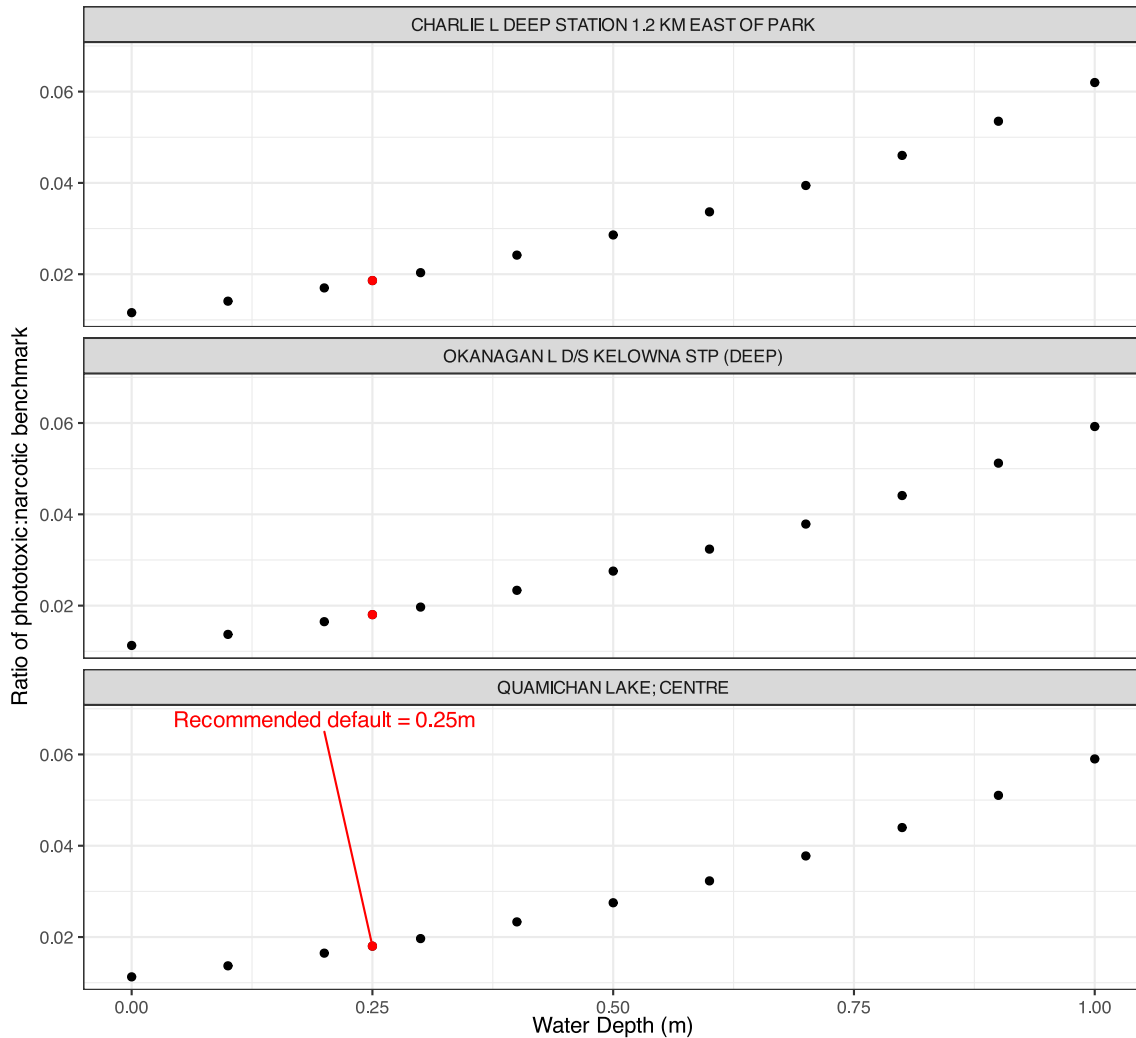 CHARLIE L DEEP STATION 1.2 KM EAST OF PARK
0.06
0.04
0.02
OKANAGAN L D/S KELOWNA STP (DEEP)
0.06
0.04
0.02
QUAMICHAN LAKE; CENTRE
Recommended default = 0.25m
0.06
0.04
0.02
0.00 0.25 0.50 0.75 1.00
Water Depth (m)
Ratio of phototoxic:narcotic benchmark